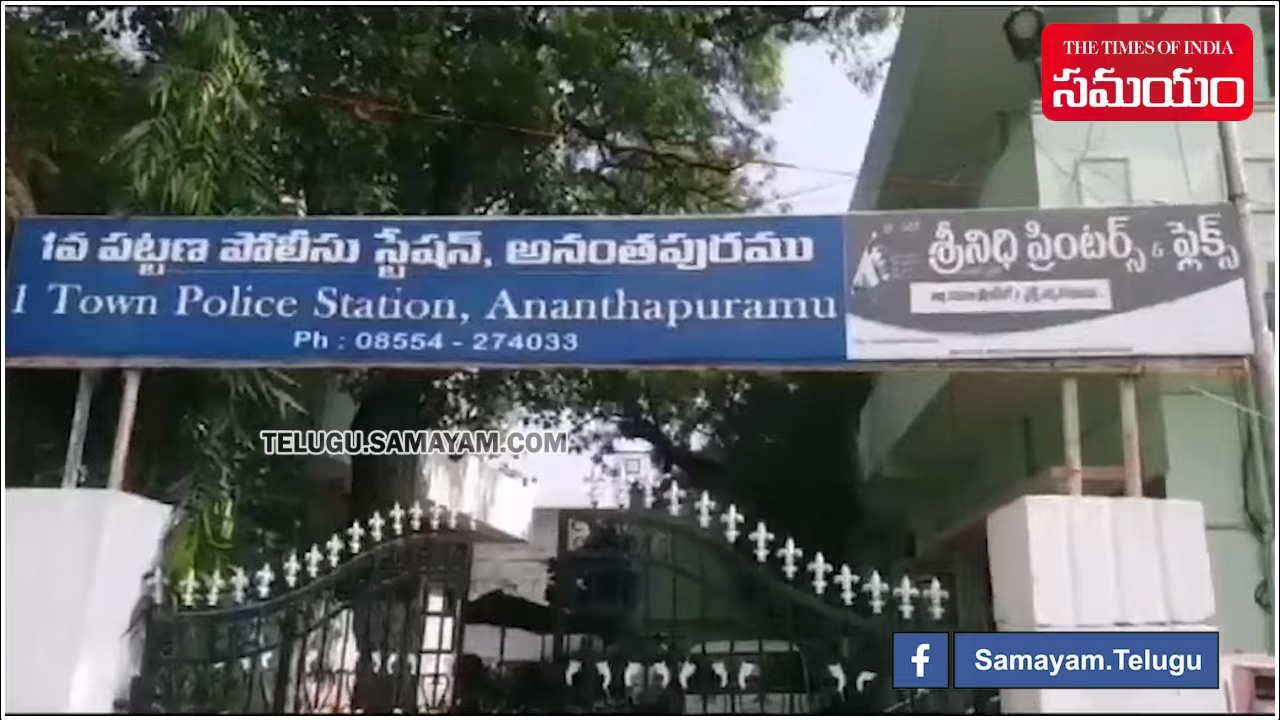 THE TIMES OF INDIA
సమయం
1వ పట్టణ పోలీసు స్టేషన్, అనంతపురము
1 Town Police Station, Ananthapuramu
Ph : 08554 - 274033
శ్రీనిధి ప్రింటర్స్ & ఫ్లెక్స్
TELUGU.SAMAYAM.COM
f
Samayam.Telugu